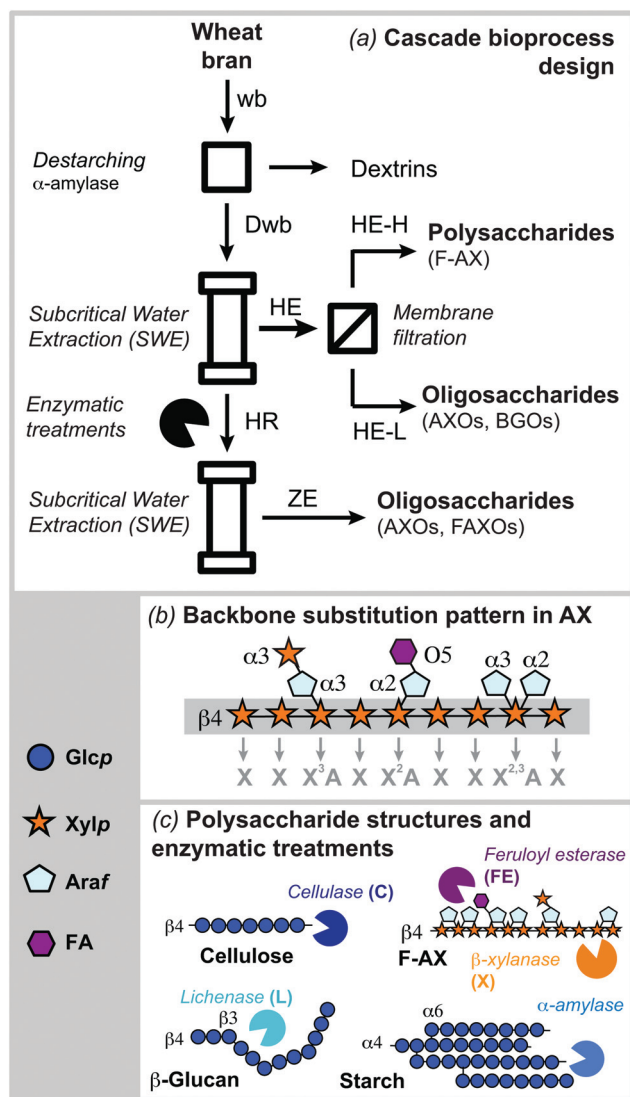 (a) Cascade bioprocess
design
Wheat
bran
wb
Destarching
α-amylase
Dextrins
Dwb
HE-H
Polysaccharides
(F-AX)
Subcritical Water
Extraction (SWE)
HE
Membrane
filtration
Enzymatic
treatments
HR
HE-L
Oligosaccharides
(AXOs, BGOs)
Subcritical Water
Extraction (SWE)
ZE
Oligosaccharides
(AXOs, FAXOs)
(b) Backbone substitution pattern in AX
α3
α3
α2
O5
α3
α2
β4
X X X³A X X²A X X X²,³A X
Glcp
Xylp
Araf
FA
(c) Polysaccharide structures and
enzymatic treatments
Cellulase (C)
β4
Cellulose
Feruloyl esterase
(FE)
β4
F-AX
β-xylanase
(X)
Lichenase (L)
β3
β4
β-Glucan
α-amylase
α6
α4
Starch